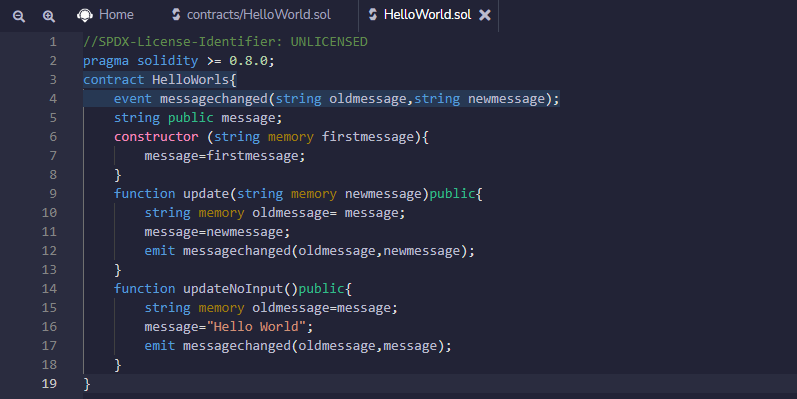 Home contracts/HelloWorld.sol HelloWorld.sol
1 //SPDX-License-Identifier: UNLICENSED
2 pragma solidity >= 0.8.0;
3 contract HelloWorls{
4 event messagechanged(string oldmessage,string newmessage);
5 string public message;
6 constructor (string memory firstmessage){
7 message=firstmessage;
8 }
9 function update(string memory newmessage)public{
10 string memory oldmessage= message;
11 message=newmessage;
12 emit messagechanged(oldmessage,newmessage);
13 }
14 function updateNoInput()public{
15 string memory oldmessage=message;
16 message="Hello World";
17 emit messagechanged(oldmessage,message);
18 }
19 }